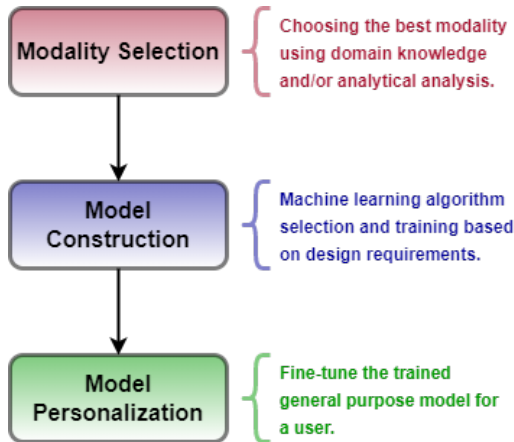 Modality Selection
Choosing the best modality
using domain knowledge
and/or analytical analysis.
Model
Construction
Machine learning algorithm
selection and training based
on design requirements.
Model
Personalization
Fine-tune the trained
general purpose model for
a user.